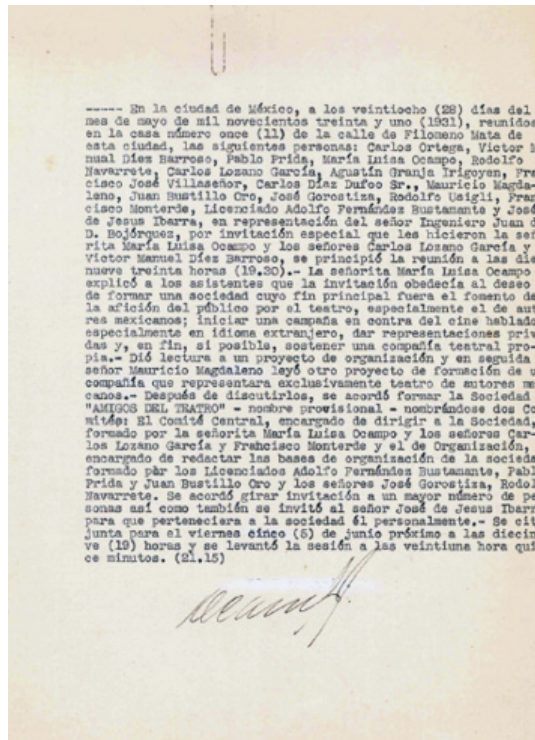 ----- En la ciudad de México, a los veintiocho (28) días del
mes de mayo de mil novecientos treinta y uno (1931), reunidos
en la casa número once (11) de la calle de Filomeno Mata de
esta ciudad, las siguientes personas: Carlos Ortega, Victor M
nuel Díez Barroso, Pablo Prida, María Luisa Ocampo, Rodolfo
Navarrete, Carlos Lozano García, Agustín Granja Irigoyen, Fra
cisco José Villaseñor, Carlos Díaz Dufoo Sr., Mauricio Magda-
leno, Juan Bustillo Oro, José Gorostiza, Rodolfo Usigli, Fran
cisco Monterde, Licenciado Adolfo Fernández Bustamante y José
de Jesus Ibarra, en representación del señor Ingeniero Juan d
D. Bojórquez, por invitación especial que les hicieron la señ
rita María Luisa Ocampo y los señores Carlos Lozano García y
Victor Manuel Díez Barroso, se principió la reunión a las die
nueve treinta horas (19.30).- La señorita María Luisa Ocampo
explicó a los asistentes que la invitación obedecía al deseo
de formar una sociedad cuyo fin principal fuera el fomento de
la afición del público por el teatro, especialmente el de aut
res mexicanos; iniciar una campaña en contra del cine hablado
especialmente en idioma extranjero, dar representaciones priv
das y, en fin, si posible, sostener una compañía teatral pro-
pia.- Dió lectura a un proyecto de organización y en seguida
señor Mauricio Magdaleno leyó otro proyecto de formación de u
compañía que representara exclusivamente teatro de autores me
canos.- Después de discutirlos, se acordó formar la Sociedad
"AMIGOS DEL TEATRO" - nombre provisional - nombrándose dos Co
mités: El Comité Central, encargado de dirigir a la Sociedad,
formado por la señorita María Luisa Ocampo y los señores Car-
los Lozano García y Francisco Monterde y el de Organización,
encargado de redactar las bases de organización de la socieda
formado por los Licenciados Adolfo Fernández Bustamante, Pabl
Prida y Juan Bustillo Oro y los señores José Gorostiza, Rodol
Navarrete. Se acordó girar invitación a un mayor número de pe
sonas así como también se invitó al señor José de Jesus Ibarr
para que perteneciera a la sociedad él personalmente.- Se cit
junta para el viernes cinco (5) de junio próximo a las diecin
ve (19) horas y se levantó la sesión a las veintiuna hora qui
ce minutos. (21.15)